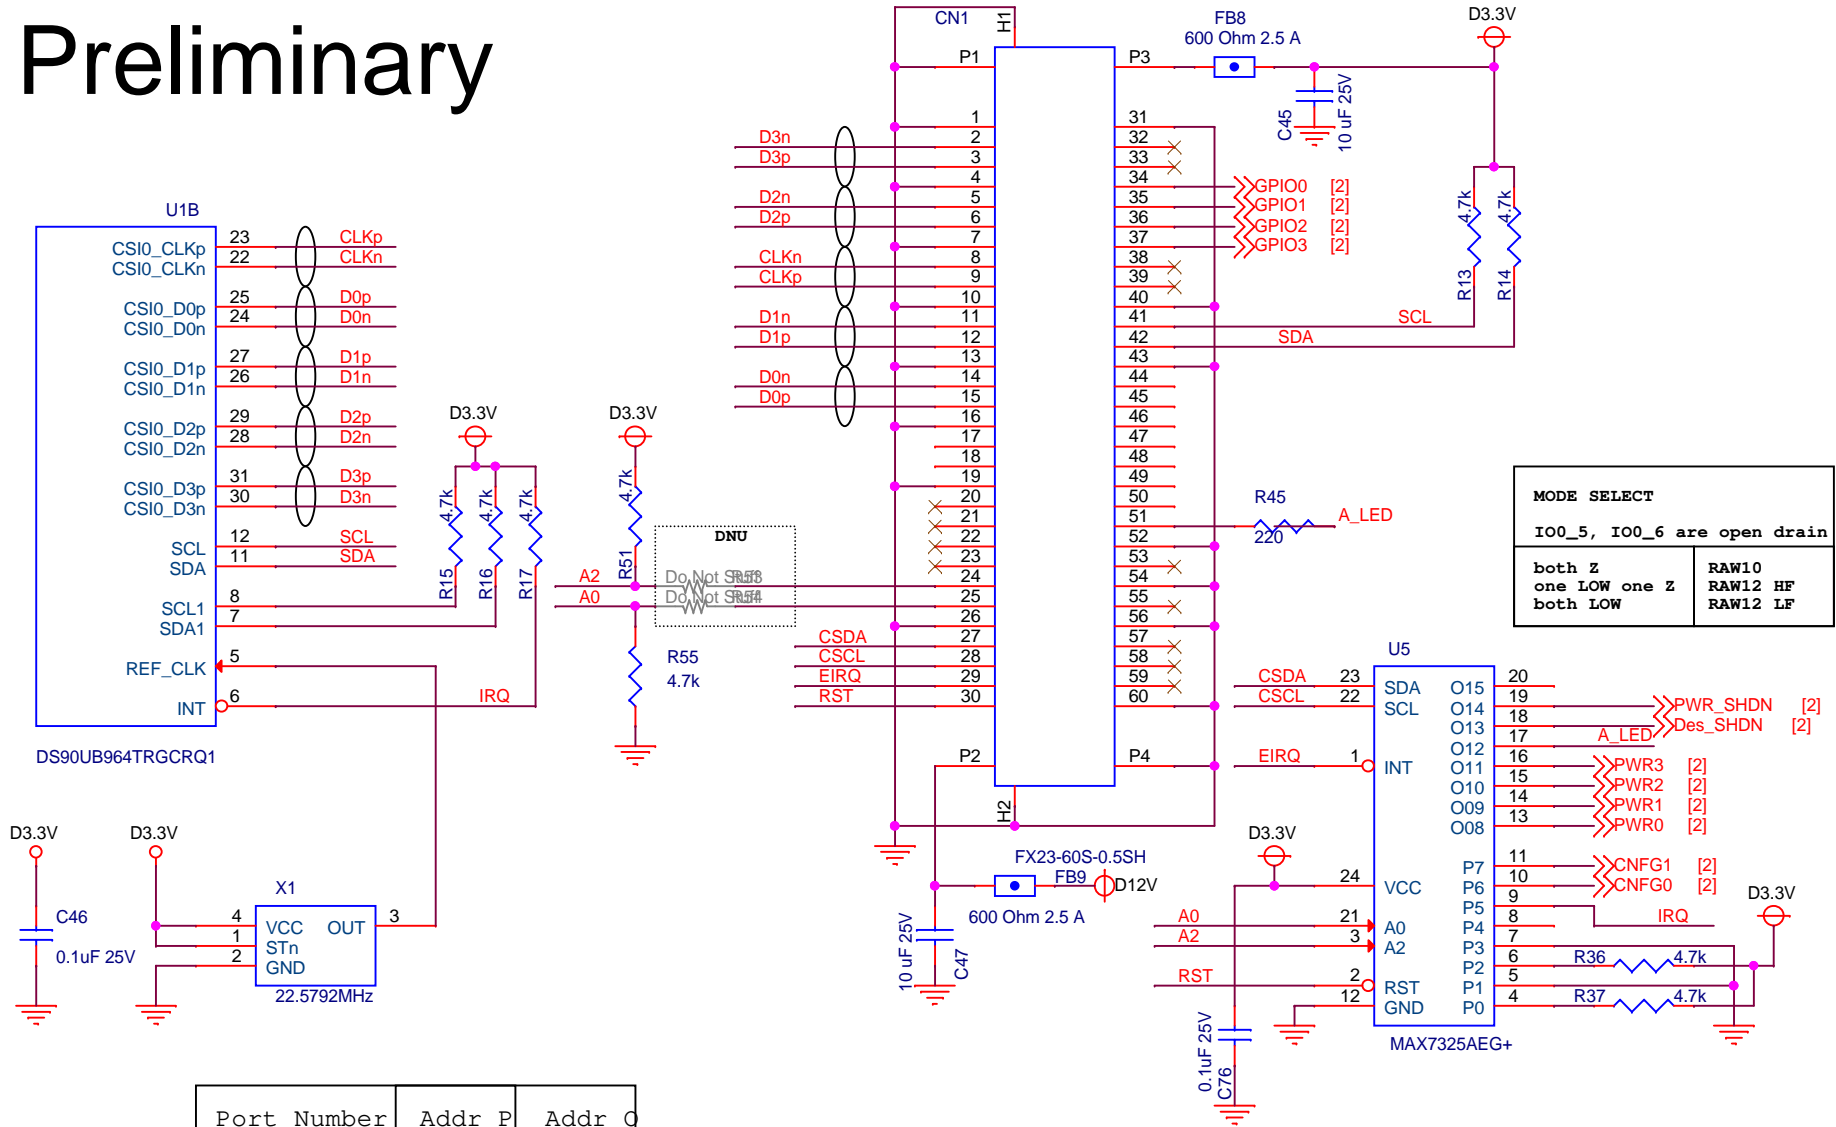 Preliminary
U1B
CSI0_CLKp 23 CLKp
CSI0_CLKn 22 CLKn
CSI0_D0p 25 D0p
CSI0_D0n 24 D0n
CSI0_D1p 27 D1p
CSI0_D1n 26 D1n
CSI0_D2p 29 D2p
CSI0_D2n 28 D2n
CSI0_D3p 31 D3p
CSI0_D3n 30 D3n
SCL 12 SCL
SDA 11 SDA
SCL1 8
SDA1 7
REF_CLK 5
INT 6 IRQ
DS90UB964TRGCRQ1
D3.3V
R15 4.7k
R16 4.7k
R17 4.7k
D3.3V
R51 4.7k
DNU
A2 Do Not Stuff
A0 Do Not Stuff
R55
4.7k
D3.3V
C46
0.1uF 25V
D3.3V
X1
4 VCC OUT 3
1 STn
2 GND
22.5792MHz
CN1
H1
P1 P3
1 31
D3n 2 32
D3p 3 33
4 34 GPIO0 [2]
D2n 5 35 GPIO1 [2]
D2p 6 36 GPIO2 [2]
7 37 GPIO3 [2]
CLKn 8 38
CLKp 9 39
10 40
D1n 11 41 SCL
D1p 12 42 SDA
13 43
D0n 14 44
D0p 15 45
16 46
17 47
18 48
19 49
20 50
21 51
22 52
23 53
24 54
25 55
26 56
CSDA 27 57
CSCL 28 58
EIRQ 29 59
RST 30 60
P2 P4
H2
FX23-60S-0.5SH
FB9
D12V
600 Ohm 2.5 A
10 uF 25V
C47
FB8
600 Ohm 2.5 A
D3.3V
C45
10 uF 25V
R13 4.7k
R14 4.7k
R45
220
A_LED
MODE SELECT
IO0_5, IO0_6 are open drain
both Z RAW10
one LOW one Z RAW12 HF
both LOW RAW12 LF
U5
CSDA 23 SDA
CSCL 22 SCL
EIRQ 1 INT
D3.3V
24 VCC
A0 21 A0
A2 3 A2
RST 2 RST
12 GND
O15 20
O14 19 PWR_SHDN [2]
O13 18 Des_SHDN [2]
O12 17 A_LED
O11 16 PWR3 [2]
O10 15 PWR2 [2]
O09 14 PWR1 [2]
O08 13 PWR0 [2]
P7 11 CNFG1 [2]
P6 10 CNFG0 [2]
P5 9 IRQ
P4 8
P3 7
P2 6 R36 4.7k
P1 5
P0 4 R37 4.7k
D3.3V
MAX7325AEG+
0.1uF 25V
C76
Port Number Addr P Addr O